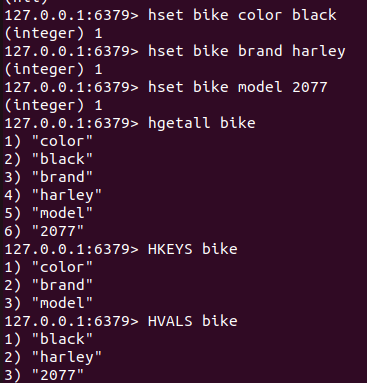 127.0.0.1:6379> hset bike color black
(integer) 1
127.0.0.1:6379> hset bike brand harley
(integer) 1
127.0.0.1:6379> hset bike model 2077
(integer) 1
127.0.0.1:6379> hgetall bike
1) "color"
2) "black"
3) "brand"
4) "harley"
5) "model"
6) "2077"
127.0.0.1:6379> HKEYS bike
1) "color"
2) "brand"
3) "model"
127.0.0.1:6379> HVALS bike
1) "black"
2) "harley"
3) "2077"